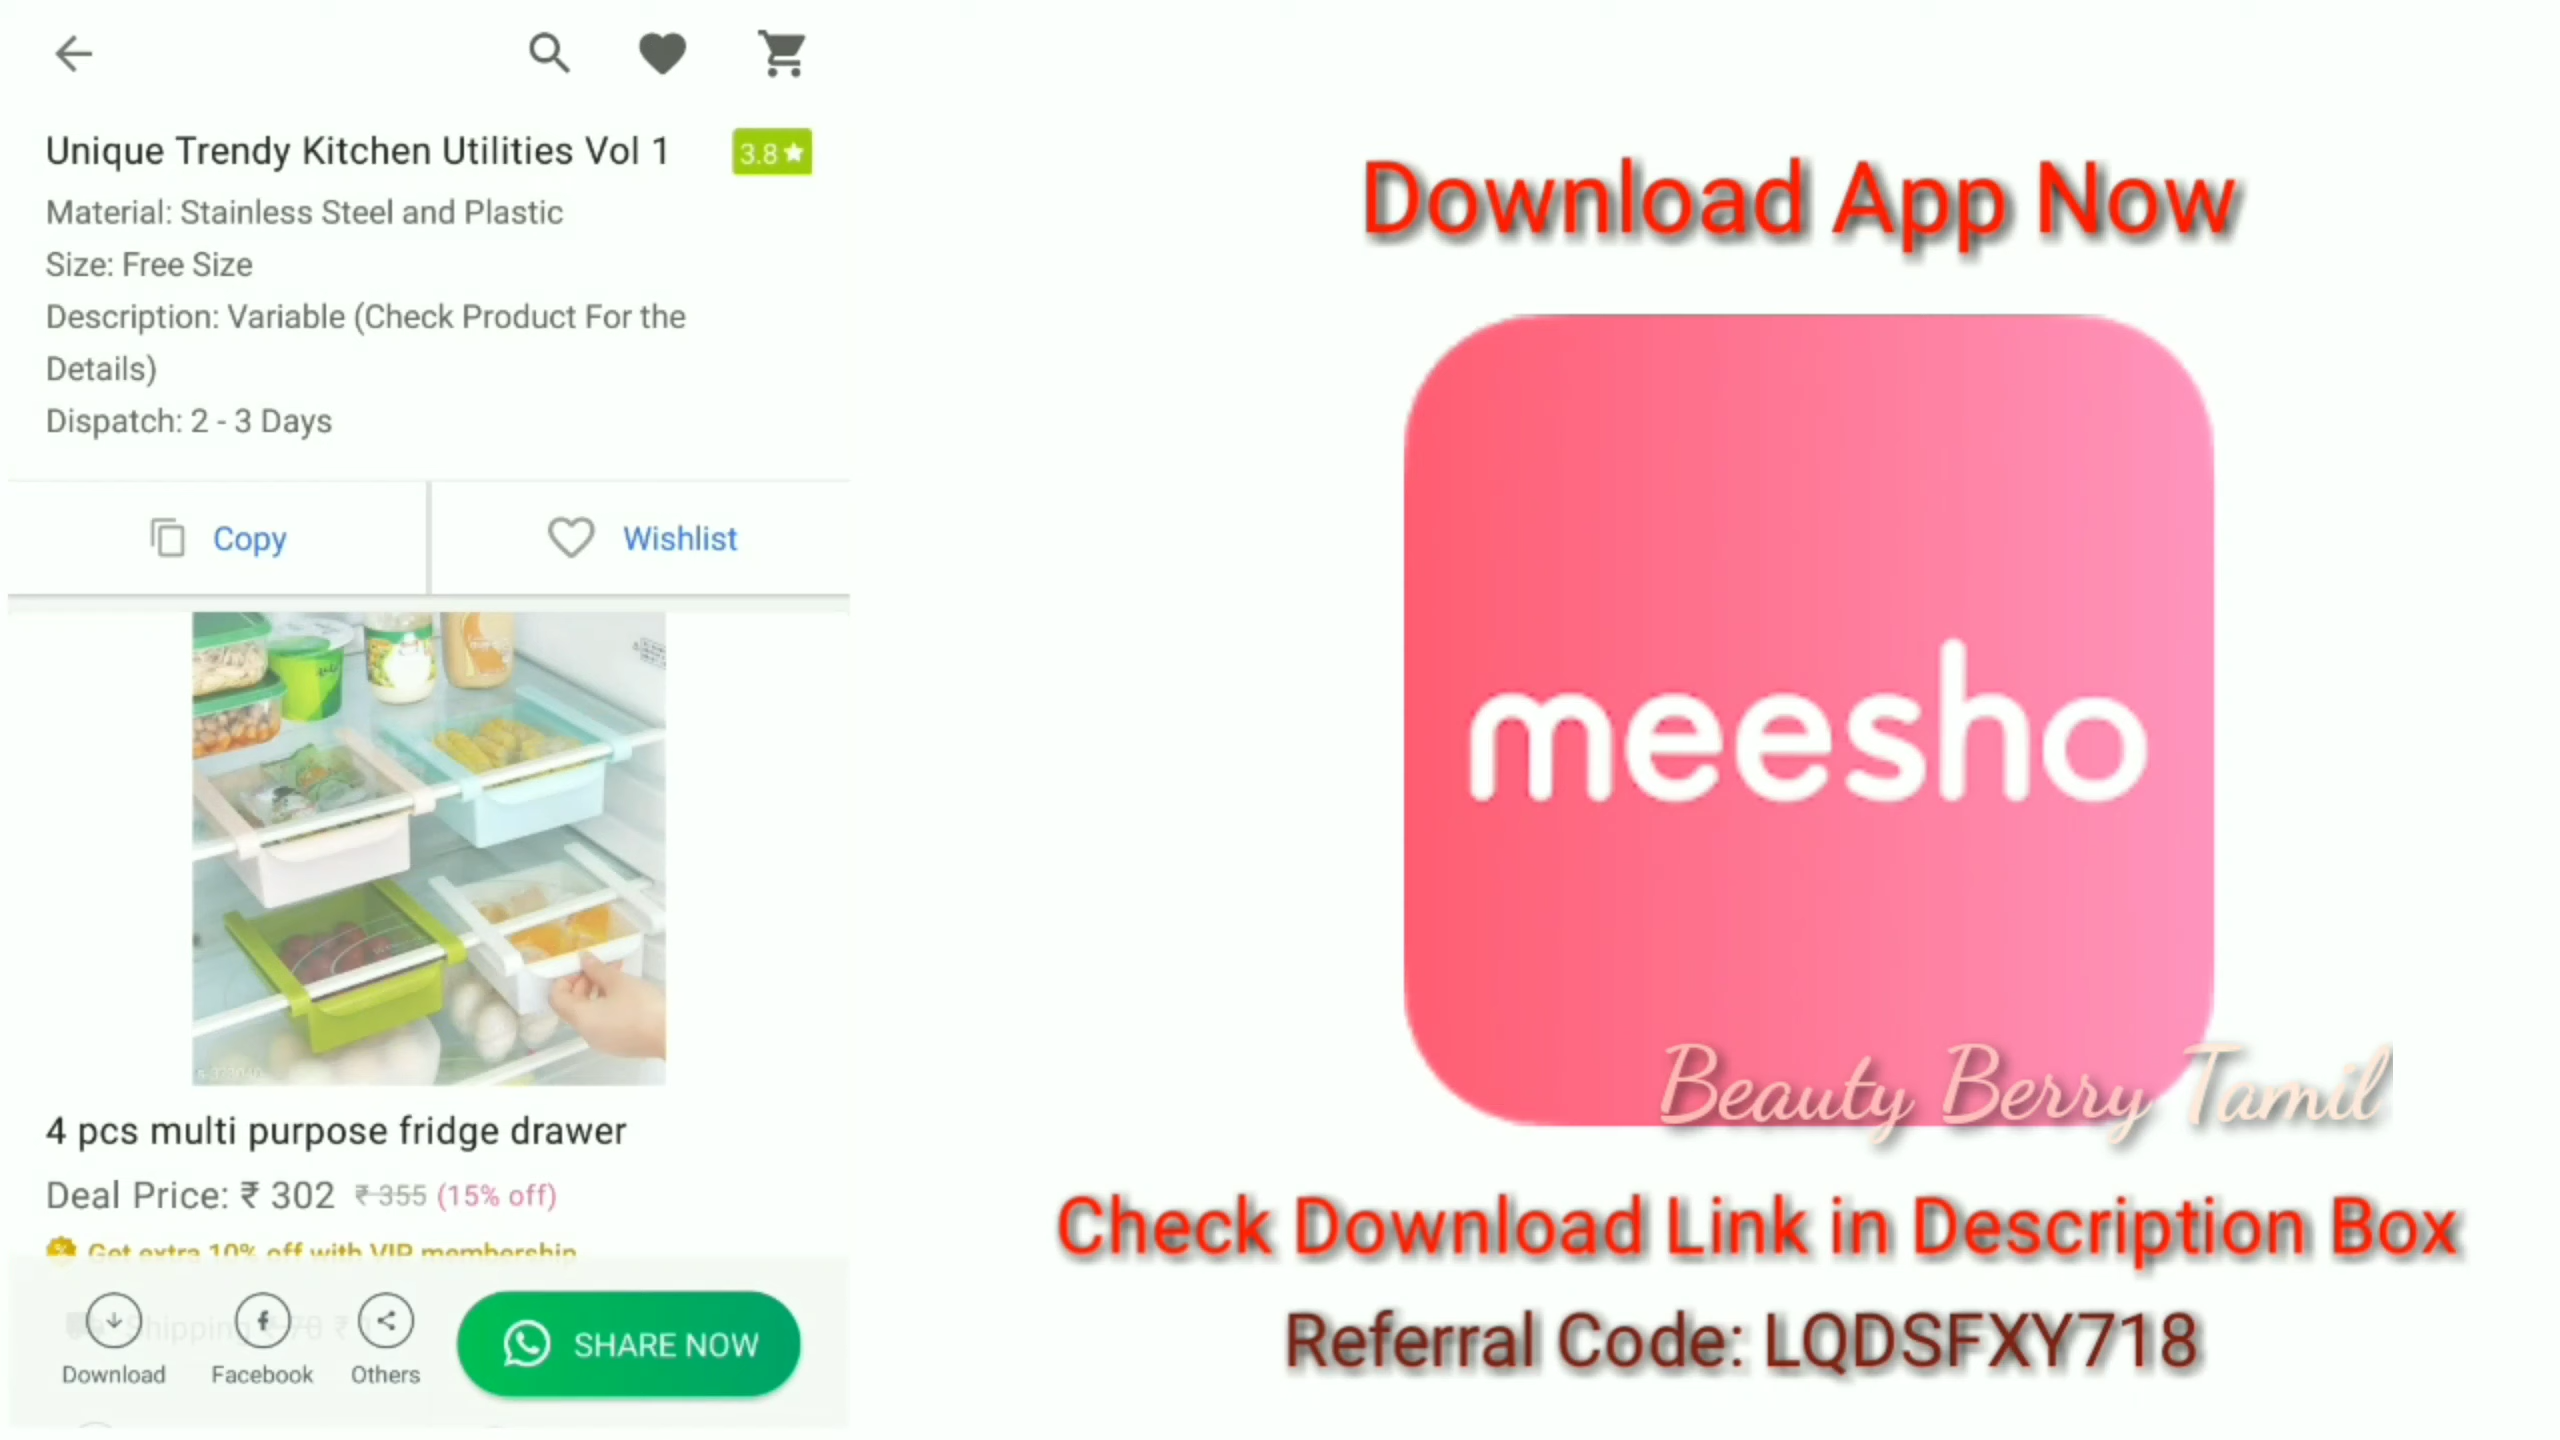 Unique Trendy Kitchen Utilities Vol 1
3.8
Material: Stainless Steel and Plastic
Size: Free Size
Description: Variable (Check Product For the
Details)
Dispatch: 2 - 3 Days
Copy
Wishlist
4 pcs multi purpose fridge drawer
Deal Price: ₹ 302 ₹ 355 (15% off)
Get extra 10% off with VIP membership
Shipping ₹ 70 ₹
Download
Facebook
Others
SHARE NOW
Download App Now
meesho
Beauty Berry Tamil
Check Download Link in Description Box
Referral Code: LQDSFXY718